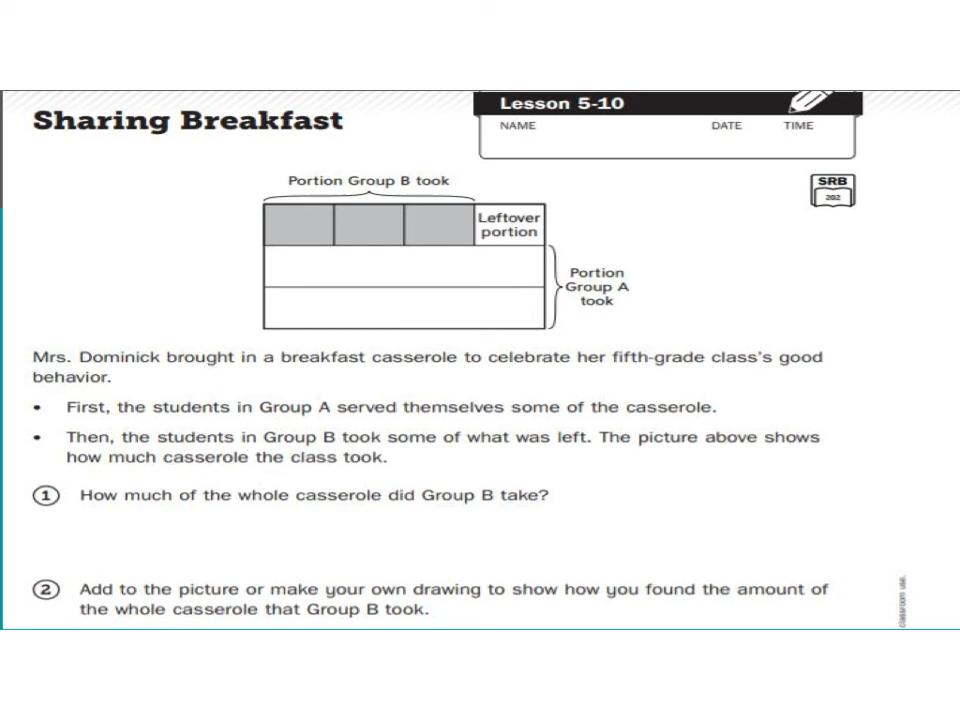 Lesson 5-10
Sharing Breakfast
NAME DATE TIME
Portion Group B took
SRB
202
Leftover
portion
Portion
Group A
took
Mrs. Dominick brought in a breakfast casserole to celebrate her fifth-grade class's good
behavior.
• First, the students in Group A served themselves some of the casserole.
• Then, the students in Group B took some of what was left. The picture above shows
how much casserole the class took.
1 How much of the whole casserole did Group B take?
2 Add to the picture or make your own drawing to show how you found the amount of
the whole casserole that Group B took.
classroom use.